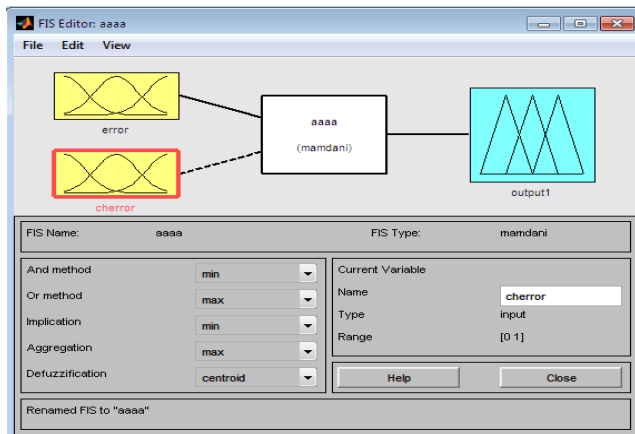 FIS Editor: aaaa
File Edit View
error
cherror
aaaa
(mamdani)
output1
FIS Name: aaaa FIS Type: mamdani
And method min
Or method max
Implication min
Aggregation max
Defuzzification centroid
Current Variable
Name cherror
Type input
Range [0 1]
Help Close
Renamed FIS to "aaaa"